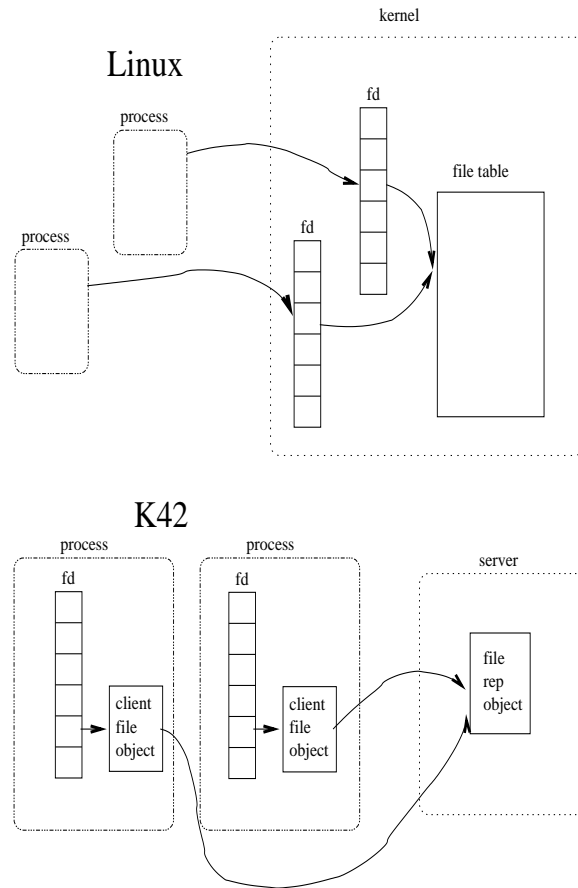 kernel
Linux
fd
process
file table
fd
process
K42
process
process
server
fd
fd
file
rep
object
client
file
object
client
file
object